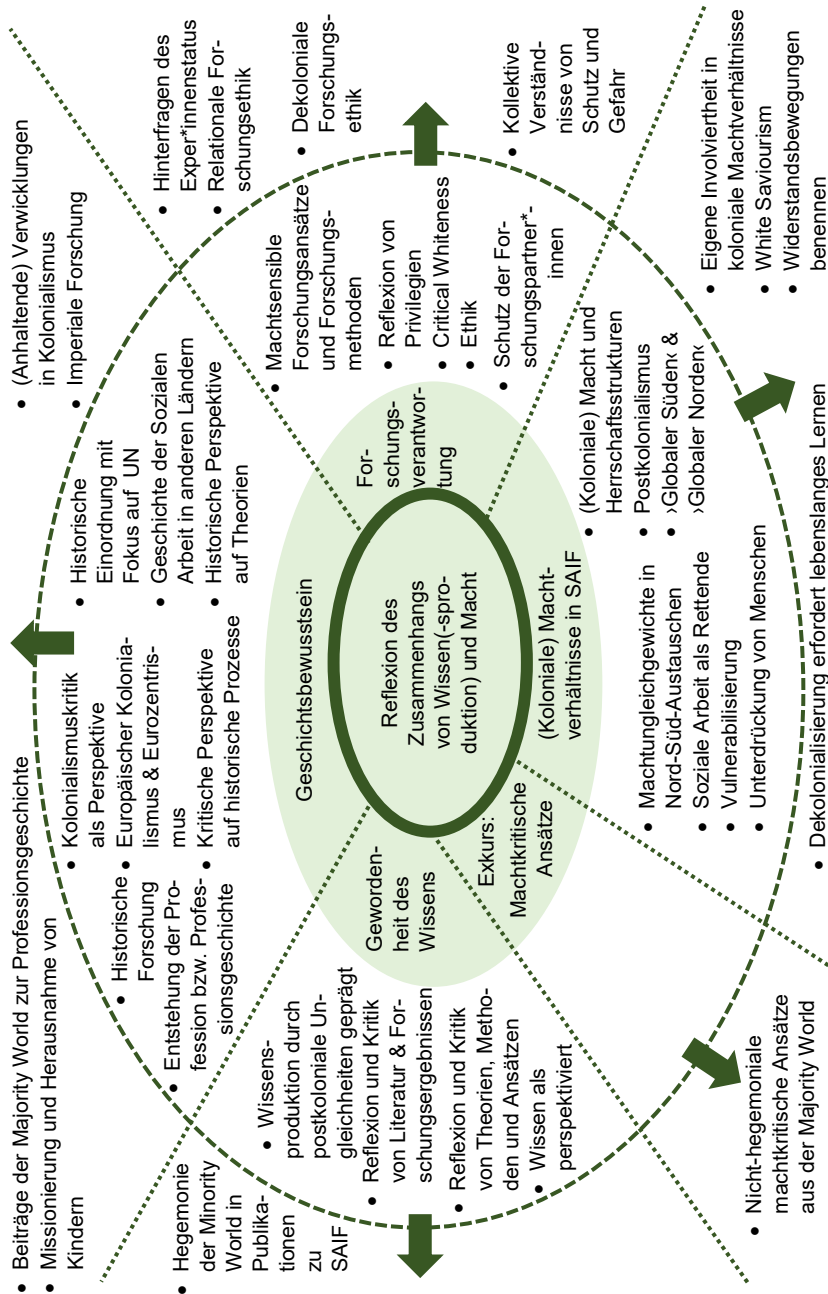 • Beiträge der Majority World zur Professionsgeschichte
• Missionierung und Herausnahme von
Kindern
• (Anhaltende) Verwicklungen
in Kolonialismus
• Imperiale Forschung
• Kolonialismuskritik
als Perspektive
• Europäischer Kolonia-
lismus & Eurozentris-
mus
• Kritische Perspektive
auf historische Prozesse
• Historische
Einordnung mit
Fokus auf UN
• Geschichte der Sozialen
Arbeit in anderen Ländern
• Historische Perspektive
auf Theorien
• Historische
Forschung
• Entstehung der Pro-
fession bzw. Profes-
sionsgeschichte
• Hinterfragen des
Exper*innenstatus
• Relationale For-
schungsethik
• Dekoloniale
Forschungs-
ethik
• Kollektive
Verständ-
nisse von
Schutz und
Gefahr
• Machtsensible
Forschungsansätze
und Forschungs-
methoden
• Reflexion von
Privilegien
• Critical Whiteness
• Ethik
• Schutz der For-
schungspartner*-
innen
Geschichtsbewusstsein
For-
schungs-
verantwor-
tung
Reflexion des
Zusammenhangs
von Wissen(-spro-
duktion) und Macht
Geworden-
heit des
Wissens
Exkurs:
Machtkritische
Ansätze
(Koloniale) Macht-
verhältnisse in SAIF
• Hegemonie
der Minority
World in
Publika-
tionen
zu
SAIF
• Wissens-
produktion durch
postkoloniale Un-
gleichheiten geprägt
• Reflexion und Kritik
von Literatur & For-
schungsergebnissen
• Reflexion und Kritik
von Theorien, Metho-
den und Ansätzen
• Wissen als
perspektiviert
• Nicht-hegemoniale
machtkritische Ansätze
aus der Majority World
• Machtungleichgewichte in
Nord-Süd-Austauschen
• Soziale Arbeit als Rettende
• Vulnerabilisierung
• Unterdrückung von Menschen
• (Koloniale) Macht und
Herrschaftsstrukturen
• Postkolonialismus
• ›Globaler Süden‹ &
›Globaler Norden‹
• Eigene Involviertheit in
koloniale Machtverhältnisse
• White Saviourism
• Widerstandsbewegungen
benennen
• Dekolonialisierung erfordert lebenslanges Lernen